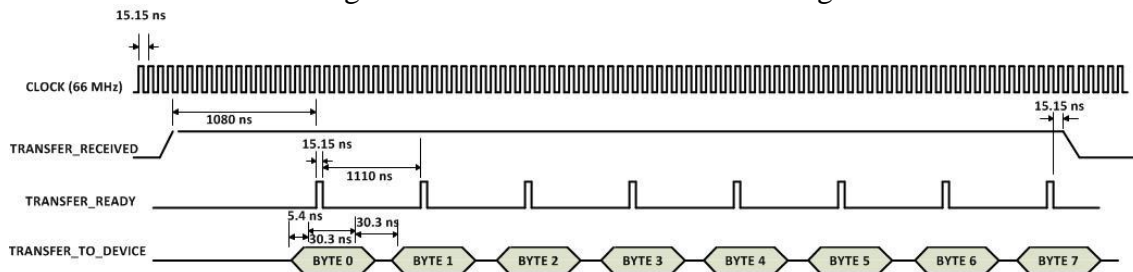 15.15 ns
CLOCK (66 MHz)
1080 ns
15.15 ns
TRANSFER_RECEIVED
15.15 ns
1110 ns
TRANSFER_READY
5.4 ns
30.3 ns
30.3 ns
TRANSFER_TO_DEVICE
BYTE 0 BYTE 1 BYTE 2 BYTE 3 BYTE 4 BYTE 5 BYTE 6 BYTE 7